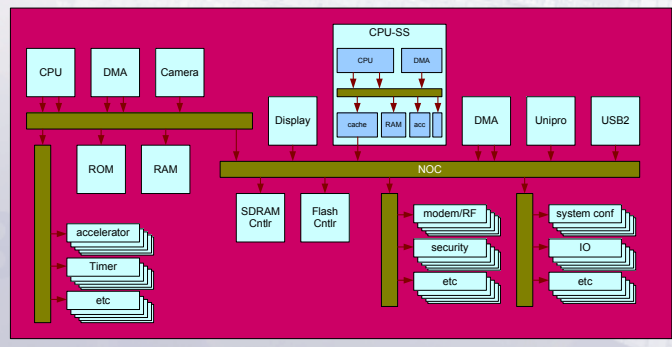 CPU-SS
CPU
DMA
cache
RAM
acc
CPU
DMA
Camera
Display
DMA
Unipro
USB2
ROM
RAM
NOC
SDRAM
Cntlr
Flash
Cntlr
accelerator
Timer
etc
modem/RF
security
etc
system conf
IO
etc